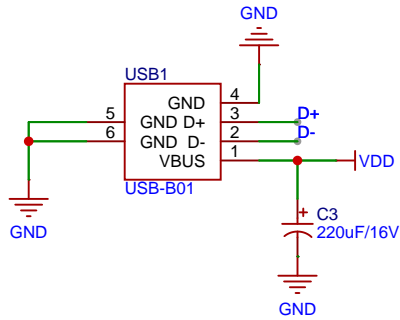 GND
USB1
GND 4
5 GND D+ 3 D+
6 GND D- 2 D-
VBUS 1 VDD
USB-B01
GND
+ C3
220uF/16V
GND